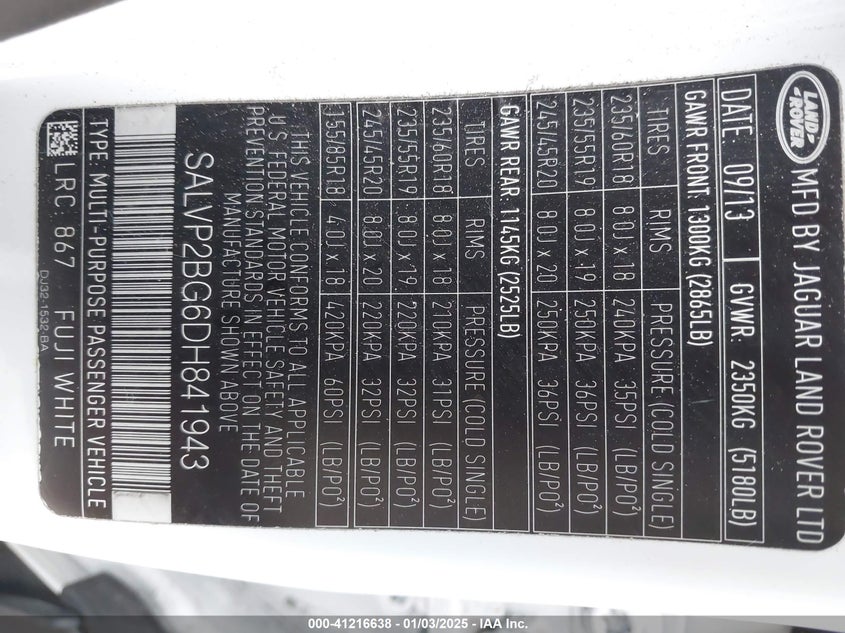 LAND-
ROVER
MFD BY JAGUAR LAND ROVER LTD
DATE: 09/13 GVWR: 2350KG (5180LB)
GAWR FRONT: 1300KG (2865LB)
TIRES RIMS PRESSURE (COLD SINGLE)
235/60R18 8.0J x 18 240KPA 35PSI (LB/PO²)
235/55R19 8.0J x 19 250KPA 36PSI (LB/PO²)
245/45R20 8.0J x 20 250KPA 36PSI (LB/PO²)
GAWR REAR: 1145KG (2525LB)
TIRES RIMS PRESSURE (COLD SINGLE)
235/60R18 8.0J x 18 210KPA 31PSI (LB/PO²)
235/55R19 8.0J x 19 220KPA 32PSI (LB/PO²)
245/45R20 8.0J x 20 220KPA 32PSI (LB/PO²)
155/85R18 4.0J x 18 420KPA 60PSI (LB/PO²)
THIS VEHICLE CONFORMS TO ALL APPLICABLE
U.S. FEDERAL MOTOR VEHICLE SAFETY AND THEFT
PREVENTION STANDARDS IN EFFECT ON THE DATE OF
MANUFACTURE SHOWN ABOVE
SALVP2BG6DH841943
TYPE: MULTI-PURPOSE PASSENGER VEHICLE
LRC: 867 FUJI WHITE
DJ32-1532-BA
000-41216638 - 01/03/2025 - IAA Inc.